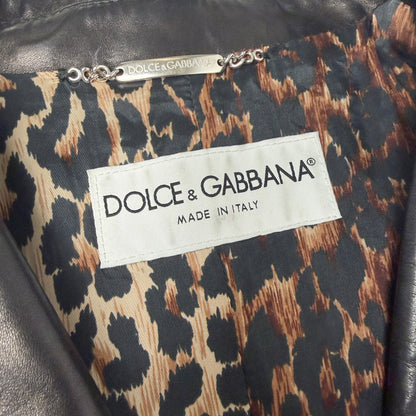 DOLCE&GABBANA
DOLCE & GABBANA®
MADE IN ITALY